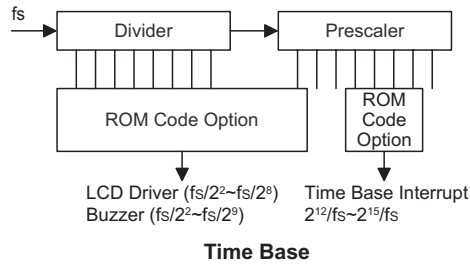 fs
Divider
Prescaler
ROM Code Option
ROM
Code
Option
LCD Driver (fs/2²~fs/2⁸)
Buzzer (fs/2²~fs/2⁹)
Time Base Interrupt
2¹²/fs~2¹⁵/fs
Time Base